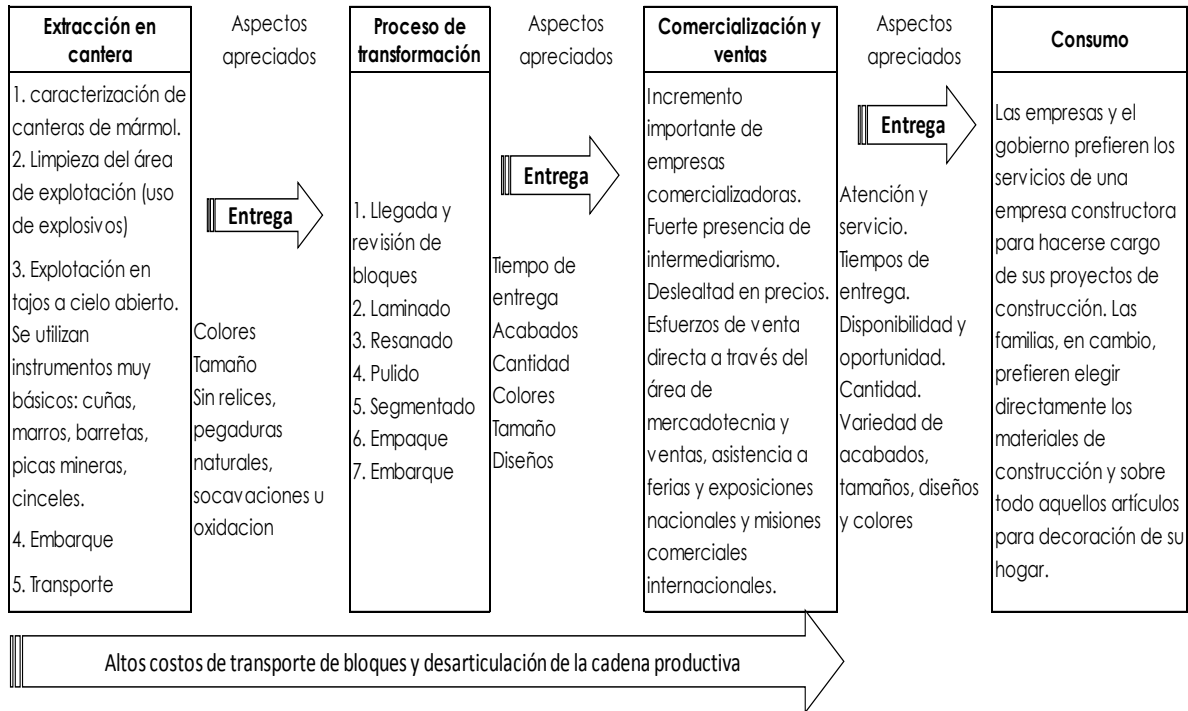 Extracción en
cantera
1. caracterización de
canteras de mármol.
2. Limpieza del área
de explotación (uso
de explosivos)
3. Explotación en
tajos a cielo abierto.
Se utilizan
instrumentos muy
básicos: cuñas,
marros, barretas,
picas mineras,
cinceles.
4. Embarque
5. Transporte
Aspectos
apreciados
Entrega
Colores
Tamaño
Sin relices,
pegaduras
naturales,
socavaciones u
oxidacion
Proceso de
transformación
1. Llegada y
revisión de
bloques
2. Laminado
3. Resanado
4. Pulido
5. Segmentado
6. Empaque
7. Embarque
Aspectos
apreciados
Entrega
Tiempo de
entrega
Acabados
Cantidad
Colores
Tamaño
Diseños
Comercialización y
ventas
Incremento
importante de
empresas
comercializadoras.
Fuerte presencia de
intermediarismo.
Deslealtad en precios.
Esfuerzos de venta
directa a través del
área de
mercadotecnia y
ventas, asistencia a
ferias y exposiciones
nacionales y misiones
comerciales
internacionales.
Aspectos
apreciados
Entrega
Atención y
servicio.
Tiempos de
entrega.
Disponibilidad y
oportunidad.
Cantidad.
Variedad de
acabados,
tamaños, diseños
y colores
Consumo
Las empresas y el
gobierno prefieren los
servicios de una
empresa constructora
para hacerse cargo
de sus proyectos de
construcción. Las
familias, en cambio,
prefieren elegir
directamente los
materiales de
construcción y sobre
todo aquellos artículos
para decoración de su
hogar.
Altos costos de transporte de bloques y desarticulación de la cadena productiva